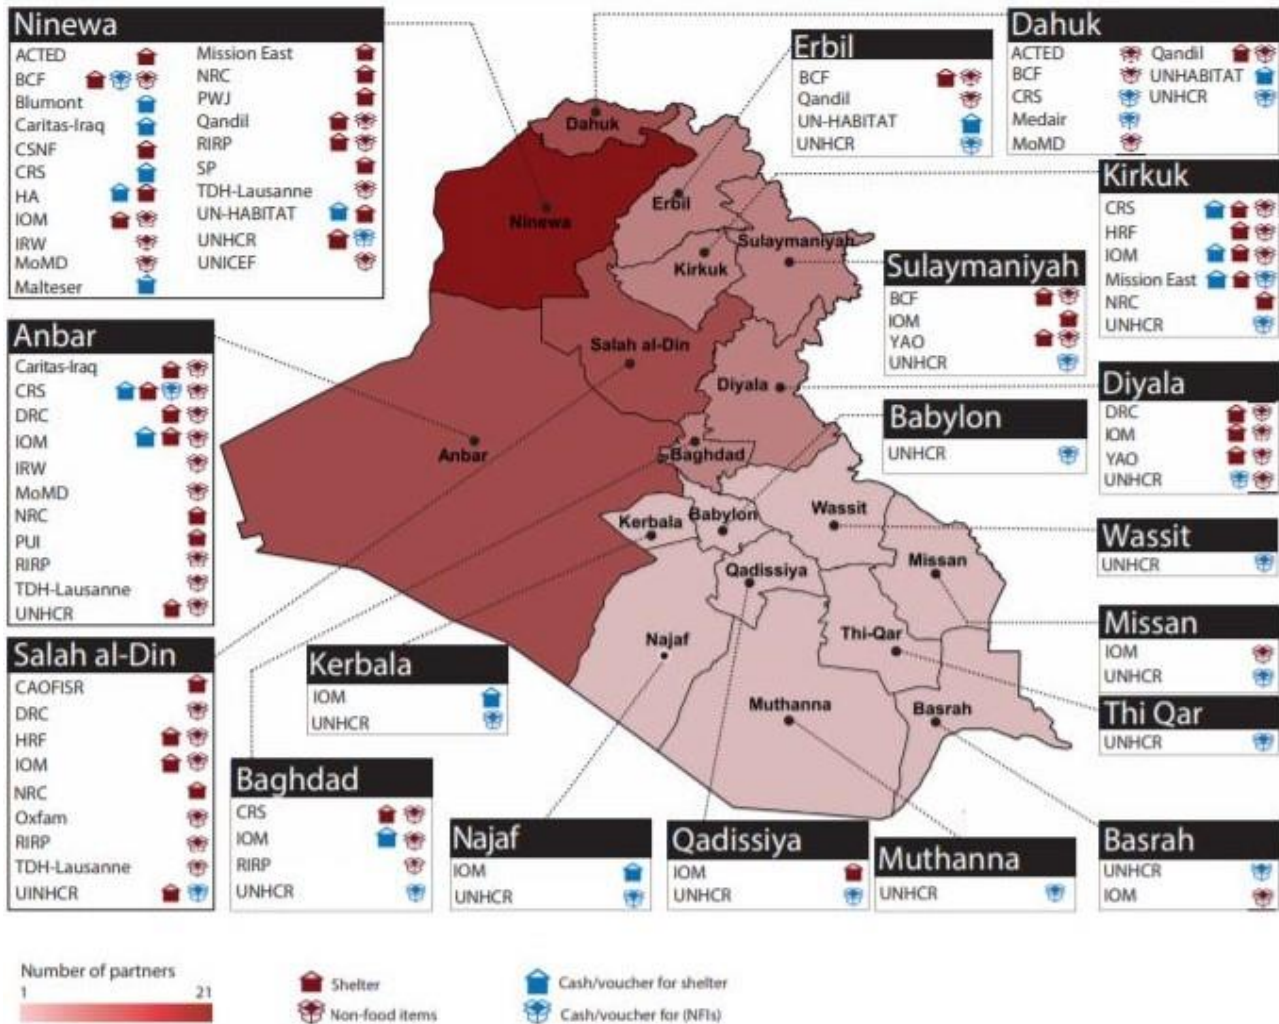 Ninewa
ACTED
BCF
Blumont
Caritas-Iraq
CSNF
CRS
HA
IOM
IRW
MoMD
Malteser
Mission East
NRC
PWJ
Qandil
RIRP
SP
TDH-Lausanne
UN-HABITAT
UNHCR
UNICEF
Erbil
BCF
Qandil
UN-HABITAT
UNHCR
Dahuk
ACTED
BCF
CRS
Medair
MoMD
Qandil
UNHABITAT
UNHCR
Kirkuk
CRS
HRF
IOM
Mission East
NRC
UNHCR
Sulaymaniyah
BCF
IOM
YAO
UNHCR
Anbar
Caritas-Iraq
CRS
DRC
IOM
IRW
MoMD
NRC
PUI
RIRP
TDH-Lausanne
UNHCR
Diyala
DRC
IOM
YAO
UNHCR
Babylon
UNHCR
Wassit
UNHCR
Missan
IOM
UNHCR
Thi Qar
UNHCR
Salah al-Din
CAOFISR
DRC
HRF
IOM
NRC
Oxfam
RIRP
TDH-Lausanne
UINHCR
Kerbala
IOM
UNHCR
Baghdad
CRS
IOM
RIRP
UNHCR
Najaf
IOM
UNHCR
Qadissiya
IOM
UNHCR
Muthanna
UNHCR
Basrah
UNHCR
IOM
Dahuk
Ninewa
Erbil
Sulaymaniyah
Kirkuk
Salah al-Din
Diyala
Anbar
Baghdad
Kerbala
Babylon
Wassit
Qadissiya
Missan
Najaf
Thi-Qar
Muthanna
Basrah
Number of partners
1 21
Shelter
Non-food items
Cash/voucher for shelter
Cash/voucher for (NFIs)